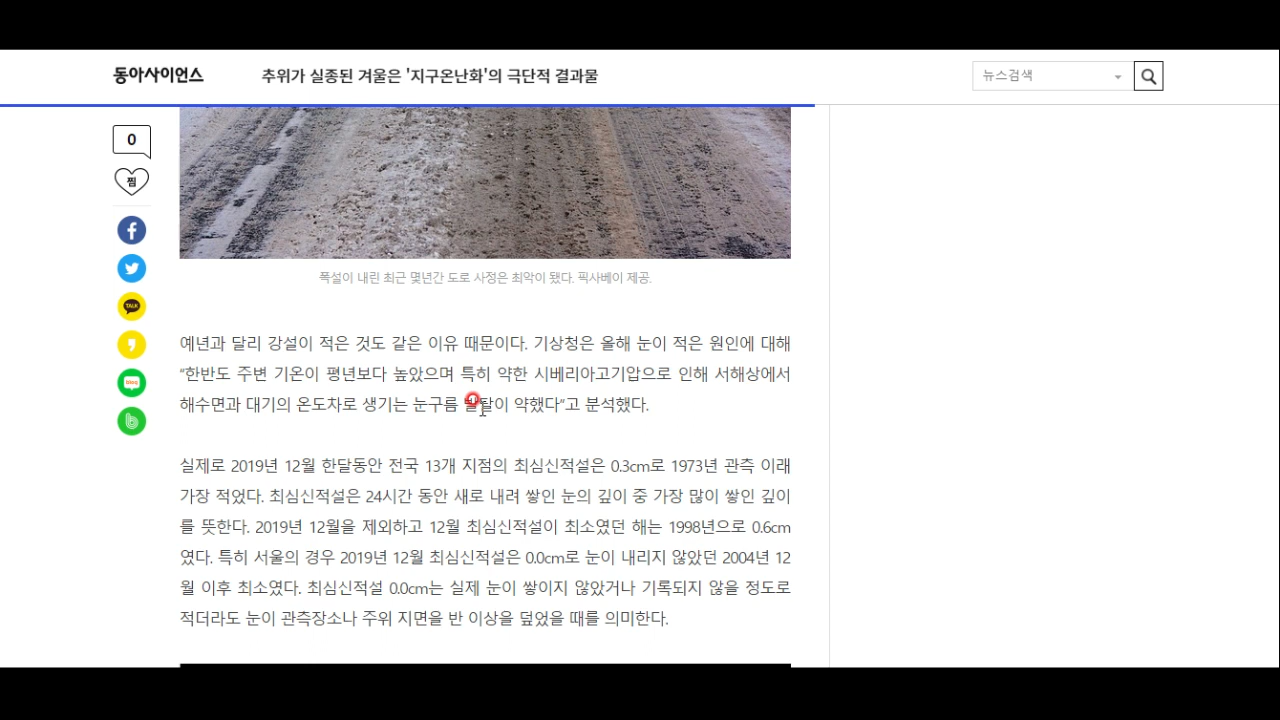 동아사이언스
추위가 실종된 겨울은 '지구온난화'의 극단적 결과물
뉴스검색
0
찜
TALK
blog
폭설이 내린 최근 몇년간 도로 사정은 최악이 됐다. 픽사베이 제공.
예년과 달리 강설이 적은 것도 같은 이유 때문이다. 기상청은 올해 눈이 적은 원인에 대해
“한반도 주변 기온이 평년보다 높았으며 특히 약한 시베리아고기압으로 인해 서해상에서
해수면과 대기의 온도차로 생기는 눈구름 발달이 약했다”고 분석했다.
실제로 2019년 12월 한달동안 전국 13개 지점의 최심신적설은 0.3cm로 1973년 관측 이래
가장 적었다. 최심신적설은 24시간 동안 새로 내려 쌓인 눈의 깊이 중 가장 많이 쌓인 깊이
를 뜻한다. 2019년 12월을 제외하고 12월 최심신적설이 최소였던 해는 1998년으로 0.6cm
였다. 특히 서울의 경우 2019년 12월 최심신적설은 0.0cm로 눈이 내리지 않았던 2004년 12
월 이후 최소였다. 최심신적설 0.0cm는 실제 눈이 쌓이지 않았거나 기록되지 않을 정도로
적더라도 눈이 관측장소나 주위 지면을 반 이상을 덮었을 때를 의미한다.